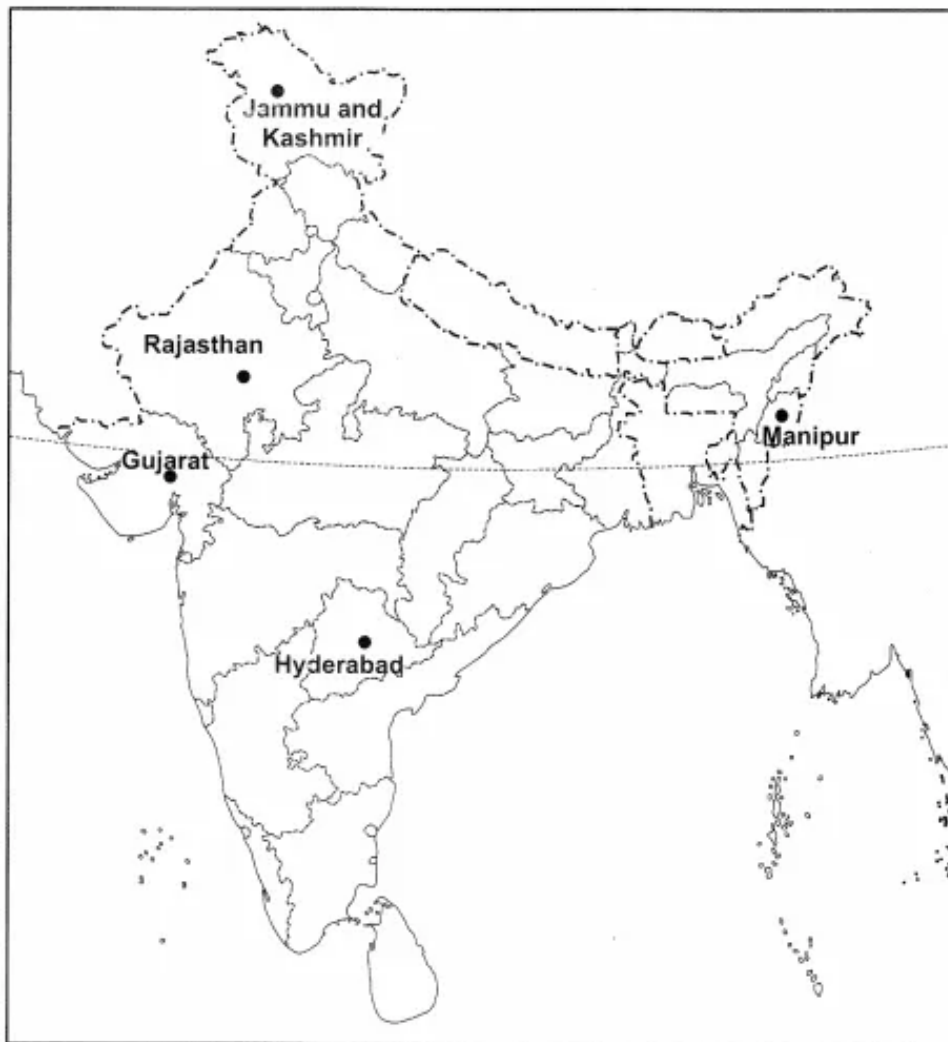 Jammu and
Kashmir
Rajasthan
Manipur
Gujarat
Hyderabad